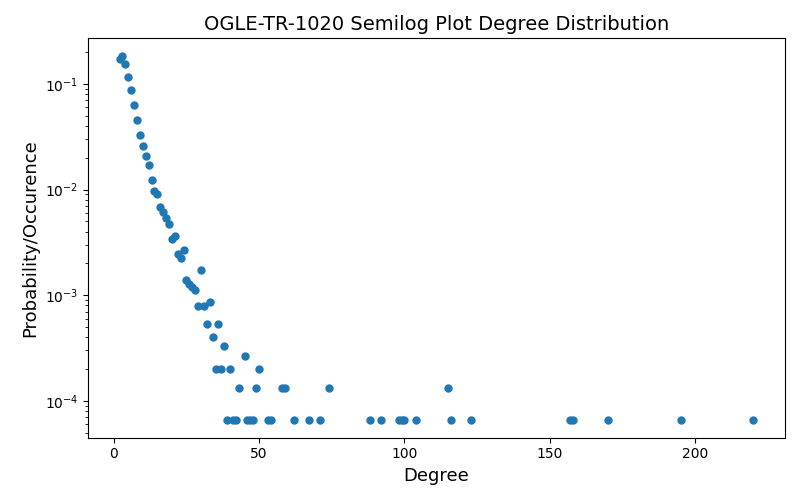 OGLE-TR-1020 Semilog Plot Degree Distribution
Probability/Occurence
10⁻¹
10⁻²
10⁻³
10⁻⁴
0 50 100 150 200
Degree